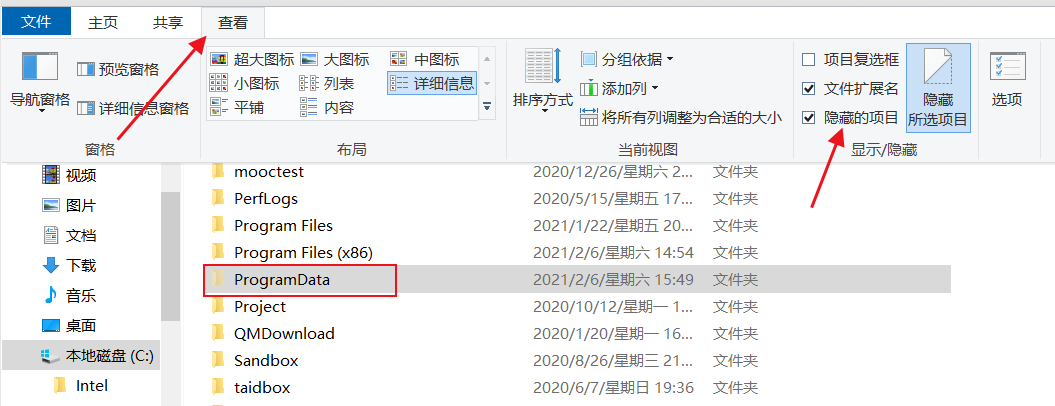 文件 主页 共享 查看
导航窗格
预览窗格
详细信息窗格
窗格
超大图标 大图标 中图标
小图标 列表 详细信息
平铺 内容
布局
排序方式
分组依据
添加列
将所有列调整为合适的大小
当前视图
项目复选框
文件扩展名
隐藏的项目
隐藏
所选项目
显示/隐藏
选项
视频
图片
文档
下载
音乐
桌面
本地磁盘 (C:)
Intel
mooctest 2020/12/26/星期六 2... 文件夹
PerfLogs 2020/5/15/星期五 17... 文件夹
Program Files 2021/1/22/星期五 20... 文件夹
Program Files (x86) 2021/2/6/星期六 14:54 文件夹
ProgramData 2021/2/6/星期六 15:49 文件夹
Project 2020/10/12/星期一 1... 文件夹
QMDownload 2020/1/20/星期一 16... 文件夹
Sandbox 2020/8/26/星期三 21... 文件夹
taidbox 2020/6/7/星期日 19:36 文件夹